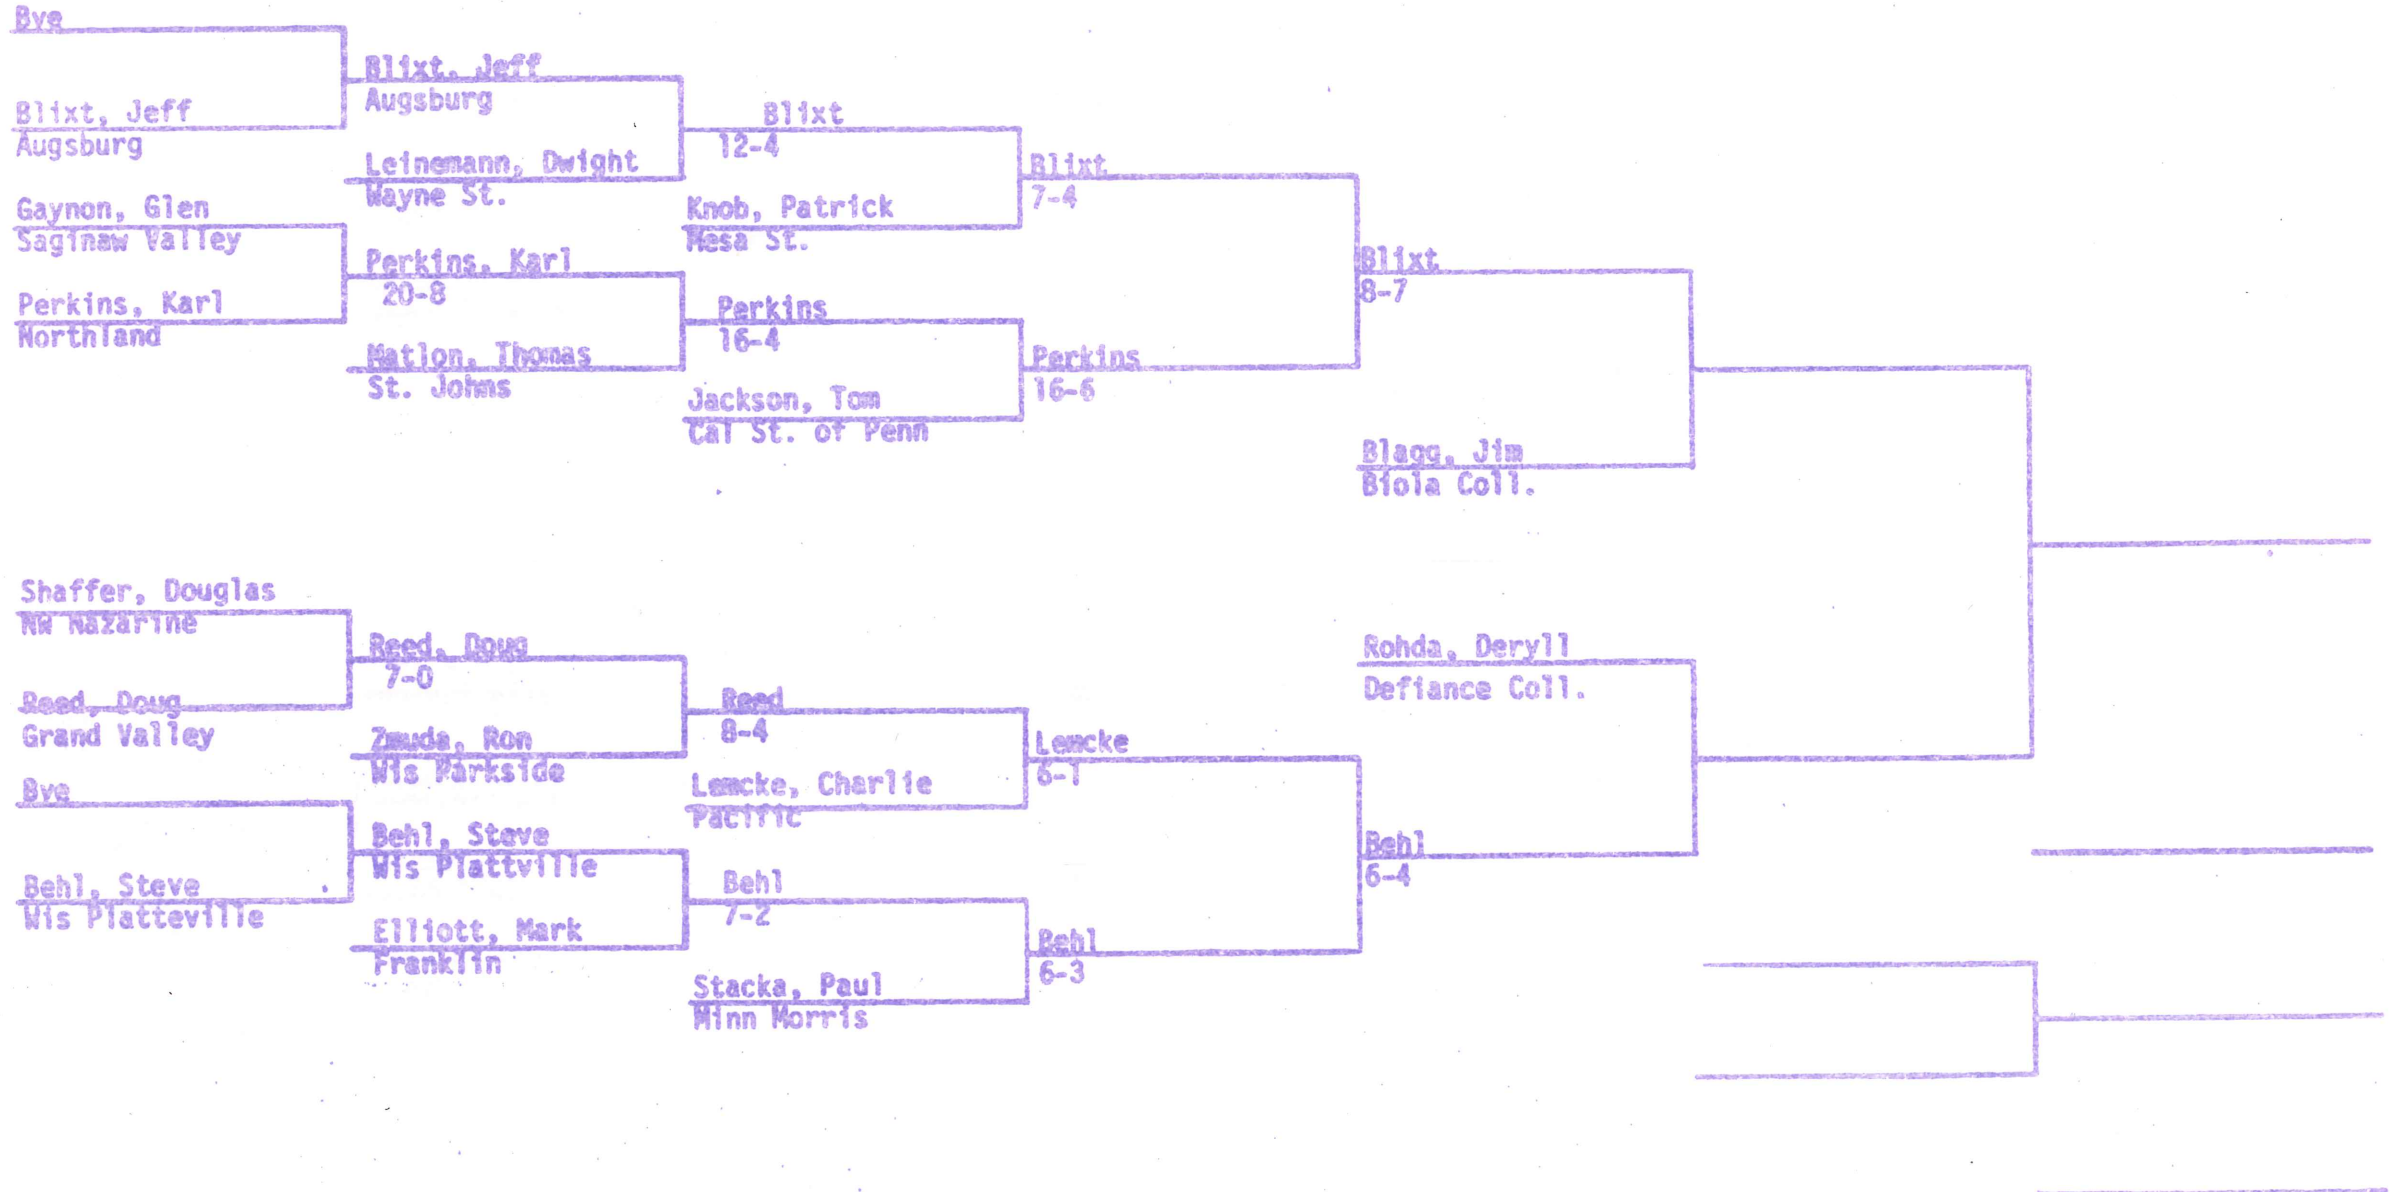 Bye
Blixt, Jeff
Augsburg
Gaynon, Glen
Saginaw Valley
Perkins, Karl
Northland
Blixt, Jeff
Augsburg
Leinemann, Dwight
Wayne St.
Perkins, Karl
20-8
Matlon, Thomas
St. Johns
Blixt
12-4
Knob, Patrick
Mesa St.
Perkins
16-4
Jackson, Tom
Cal St. of Penn
Blixt
7-4
Perkins
16-6
Blixt
8-7
Blagg, Jim
Biola Coll.
Shaffer, Douglas
NW Nazarine
Reed, Doug
Grand Valley
Bye
Behl, Steve
Wis Platteville
Reed, Doug
7-0
Zmuda, Ron
Wis Parkside
Behl, Steve
Wis Plattville
Elliott, Mark
Franklin
Reed
8-4
Lemcke, Charlie
Pacific
Behl
7-2
Stacka, Paul
Minn Morris
Lemcke
6-1
Behl
6-3
Rohda, Deryll
Defiance Coll.
Behl
6-4